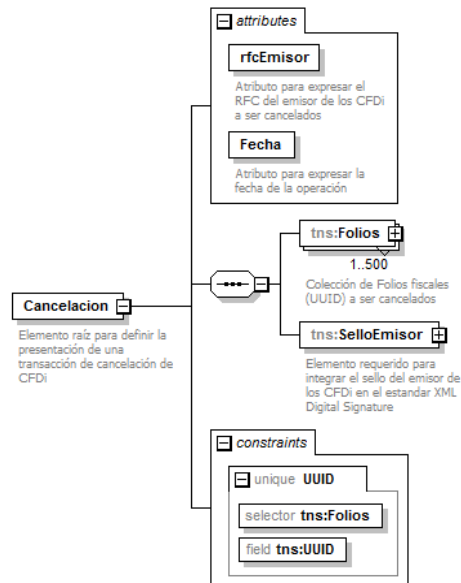 attributes
rfcEmisor
Atributo para expresar el
RFC del emisor de los CFDi
a ser cancelados
Fecha
Atributo para expresar la
fecha de la operación
tns:Folios
1..500
Colección de Folios fiscales
(UUID) a ser cancelados
Cancelacion
Elemento raíz para definir la
presentación de una
transacción de cancelación de
CFDi
tns:SelloEmisor
Elemento requerido para
integrar el sello del emisor de
los CFDi en el estandar XML
Digital Signature
constraints
unique UUID
selector tns:Folios
field tns:UUID